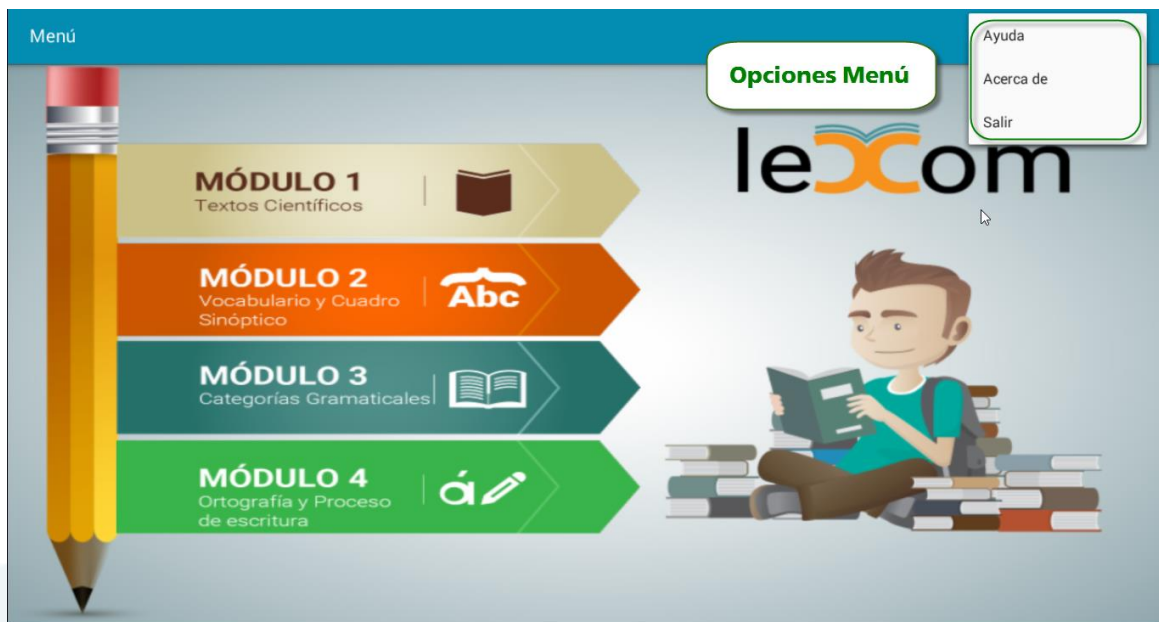 Menú
Ayuda
Opciones Menú
Acerca de
Salir
lexcom
MÓDULO 1
Textos Científicos
MÓDULO 2
Vocabulario y Cuadro
Sinóptico
Abc
MÓDULO 3
Categorías Gramaticales
MÓDULO 4
Ortografía y Proceso
de escritura
á